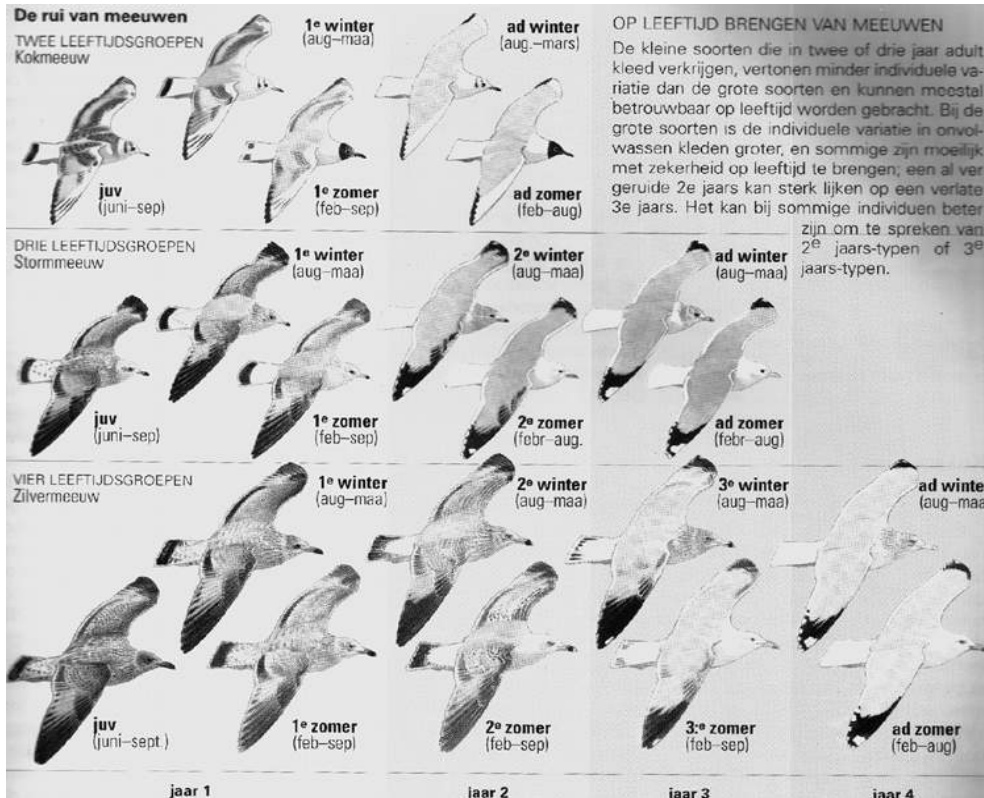 De rui van meeuwen
TWEE LEEFTIJDSGROEPEN
Kokmeeuw
juv
(juni–sep)
1e winter
(aug–maa)
1e zomer
(feo–sep)
ad winter
(aug.–mars)
ad zomer
(feb–aug)
OP LEEFTIJD BRENGEN VAN MEEUWEN
De kleine soorten die in twee of drie jaar adult
kleed verkrijgen, vertonen minder individuele va-
riatie dan de grote soorten en kunnen meestal
betrouwbaar op leeftijd worden gebracht. Bij de
grote soorten is de individuele variatie in onvol-
wassen kleden groter, en sommige zijn moeilijk
met zekerheid op leeftijd te brengen; een al ver
geruide 2e jaars kan sterk lijken op een verlate
3e jaars. Het kan bij sommige individuen beter
zijn om te spreken van
2e jaars-typen of 3e
jaars-typen.
DRIE LEEFTIJDSGROEPEN
Stormmeeuw
juv
(juni–sep)
1e winter
(aug–maa)
1e zomer
(feb–sep)
2e winter
(aug–maa)
2e zomer
(febr–aug.
ad winter
(aug–maa)
ad zomer
(febr–aug)
VIER LEEFTIJDSGROEPEN
Zilvermeeuw
juv
(juni–sept.)
1e winter
(aug–maa)
1e zomer
(feb–sep)
2e winter
(aug–maa)
2e zomer
(feb–sep)
3e winter
(aug–maa)
3:e zomer
(feb–sep)
ad winte
(aug–maa
ad zomer
(feb–aug)
jaar 1
jaar 2
jaar 3
jaar 4